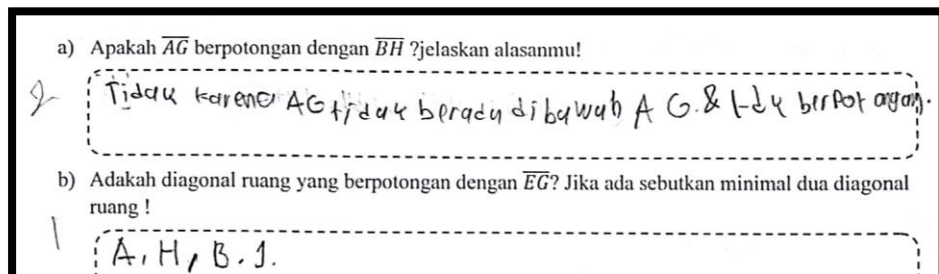 a) Apakah AG berpotongan dengan BH ?jelaskan alasanmu!
2 Tidak karena AG tidak berada dibawah A G. & berpotongan.
b) Adakah diagonal ruang yang berpotongan dengan EG? Jika ada sebutkan minimal dua diagonal
ruang !
1 A, H, B. J.